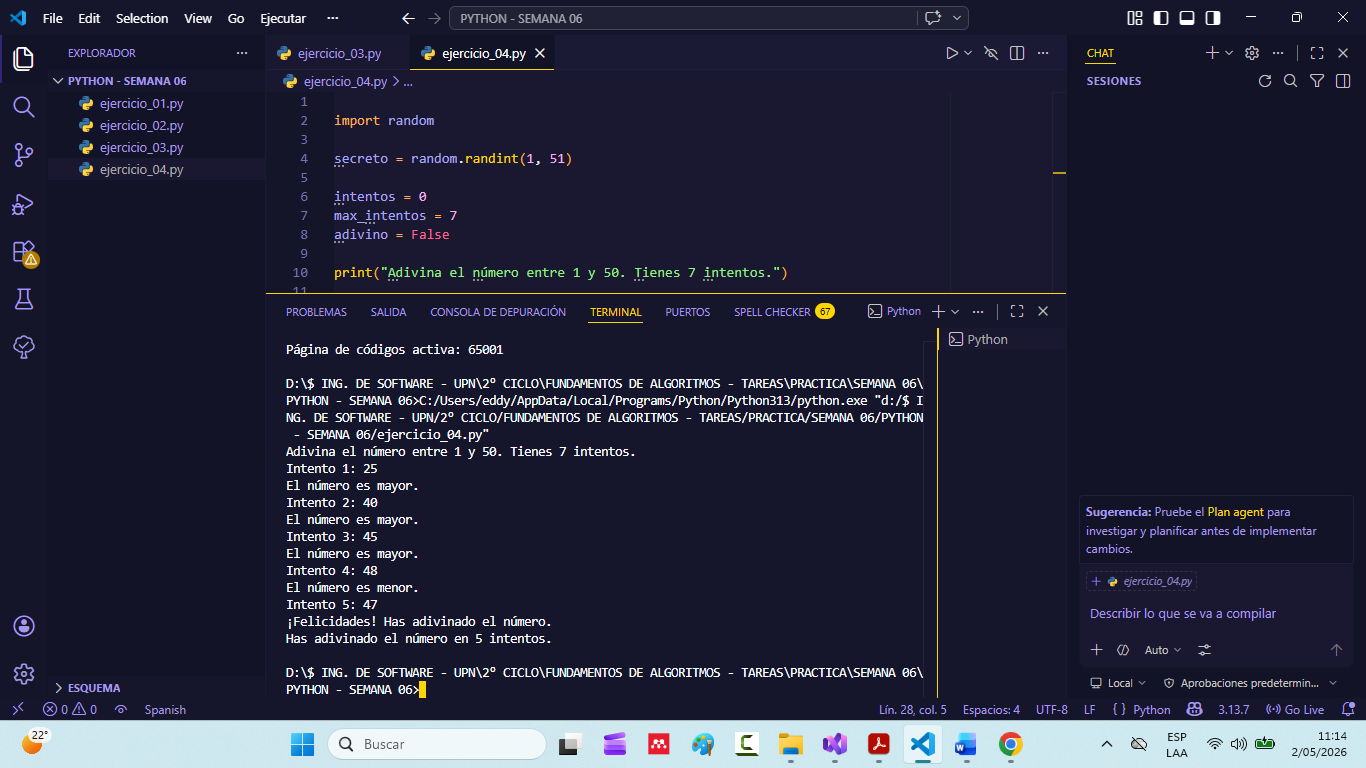 File Edit Selection View Go Ejecutar ···
PYTHON - SEMANA 06
EXPLORADOR
PYTHON - SEMANA 06
ejercicio_01.py
ejercicio_02.py
ejercicio_03.py
ejercicio_04.py
ESQUEMA
ejercicio_03.py
ejercicio_04.py
ejercicio_04.py > ...
1
2 import random
3
4 secreto = random.randint(1, 51)
5
6 intentos = 0
7 max_intentos = 7
8 adivino = False
9
10 print("Adivina el número entre 1 y 50. Tienes 7 intentos.")
11
PROBLEMAS SALIDA CONSOLA DE DEPURACIÓN TERMINAL PUERTOS SPELL CHECKER 67
Python
Python
Página de códigos activa: 65001
D:\$ ING. DE SOFTWARE - UPN\2º CICLO\FUNDAMENTOS DE ALGORITMOS - TAREAS\PRACTICA\SEMANA 06\
PYTHON - SEMANA 06>C:/Users/eddy/AppData/Local/Programs/Python/Python313/python.exe "d:/$ I
NG. DE SOFTWARE - UPN/2º CICLO/FUNDAMENTOS DE ALGORITMOS - TAREAS/PRACTICA/SEMANA 06/PYTHON
- SEMANA 06/ejercicio_04.py"
Adivina el número entre 1 y 50. Tienes 7 intentos.
Intento 1: 25
El número es mayor.
Intento 2: 40
El número es mayor.
Intento 3: 45
El número es mayor.
Intento 4: 48
El número es menor.
Intento 5: 47
¡Felicidades! Has adivinado el número.
Has adivinado el número en 5 intentos.
D:\$ ING. DE SOFTWARE - UPN\2º CICLO\FUNDAMENTOS DE ALGORITMOS - TAREAS\PRACTICA\SEMANA 06\
PYTHON - SEMANA 06>
CHAT
SESIONES
Sugerencia: Pruebe el Plan agent para
investigar y planificar antes de implementar
cambios.
ejercicio_04.py
Describir lo que se va a compilar
Auto
Local Aprobaciones predetermin...
0 0 Spanish
Lín. 28, col. 5 Espacios: 4 UTF-8 LF { } Python 3.13.7 Go Live
22°
Buscar
ESP
LAA
11:14
2/05/2026